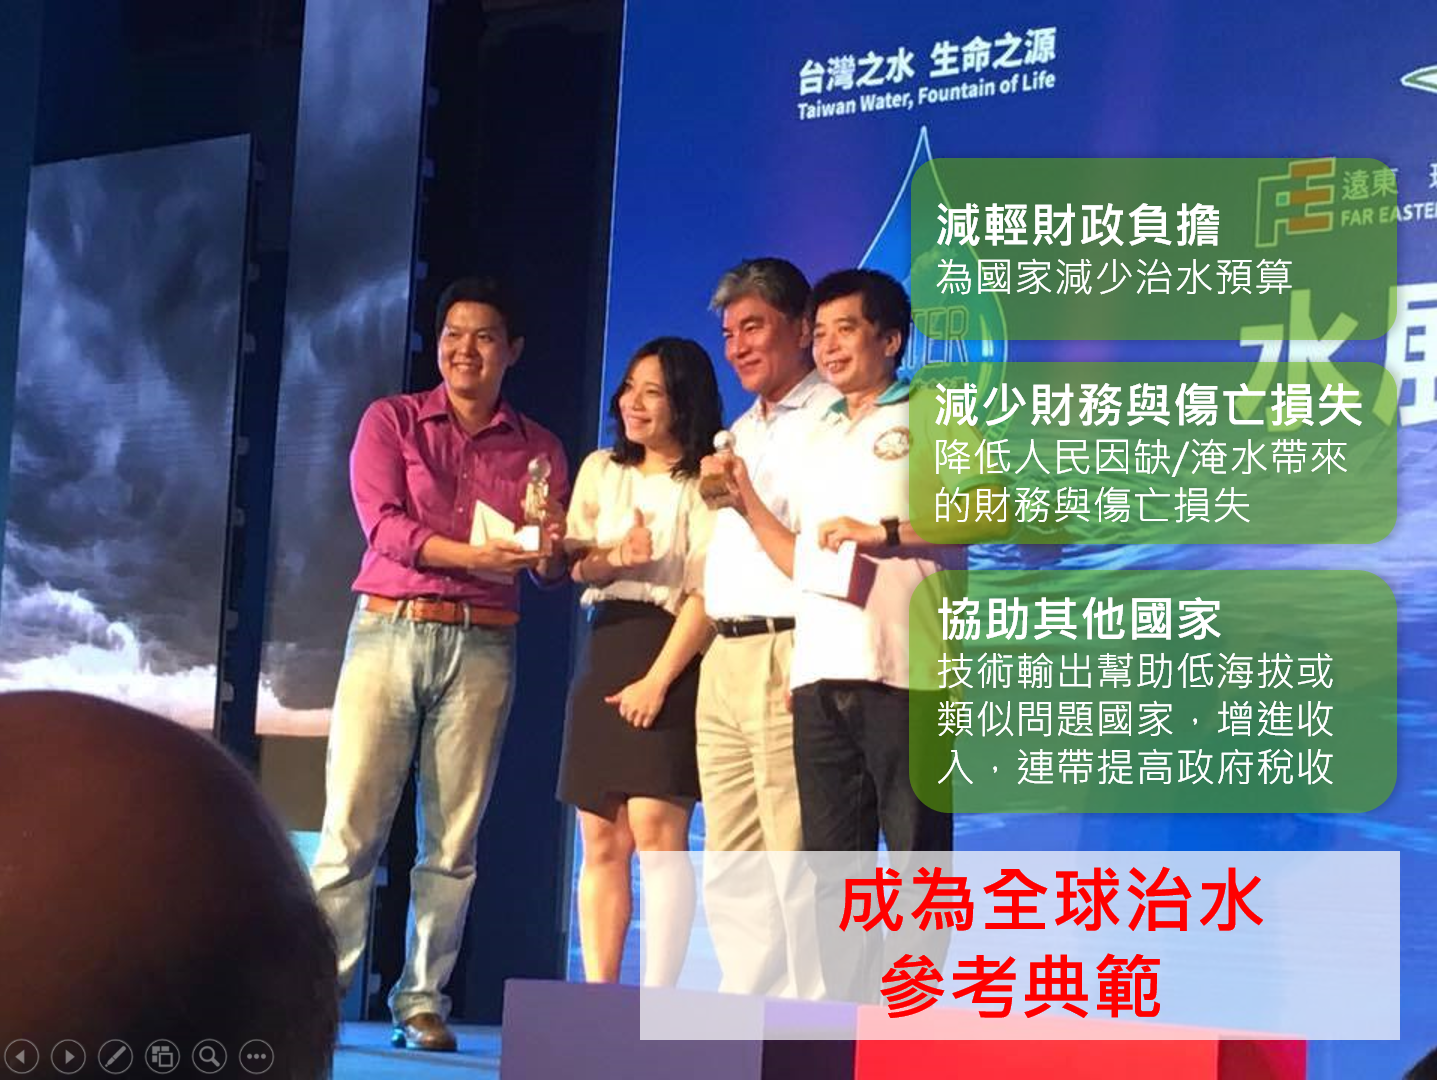 台灣之水 生命之源
Taiwan Water, Fountain of Life
遠東
FAR EASTE
減輕財政負擔
為國家減少治水預算
水
TER
減少財務與傷亡損失
降低人民因缺/淹水帶來
的財務與傷亡損失
協助其他國家
技術輸出幫助低海拔或
類似問題國家，增進收
入，連帶提高政府稅收
成為全球治水
參考典範